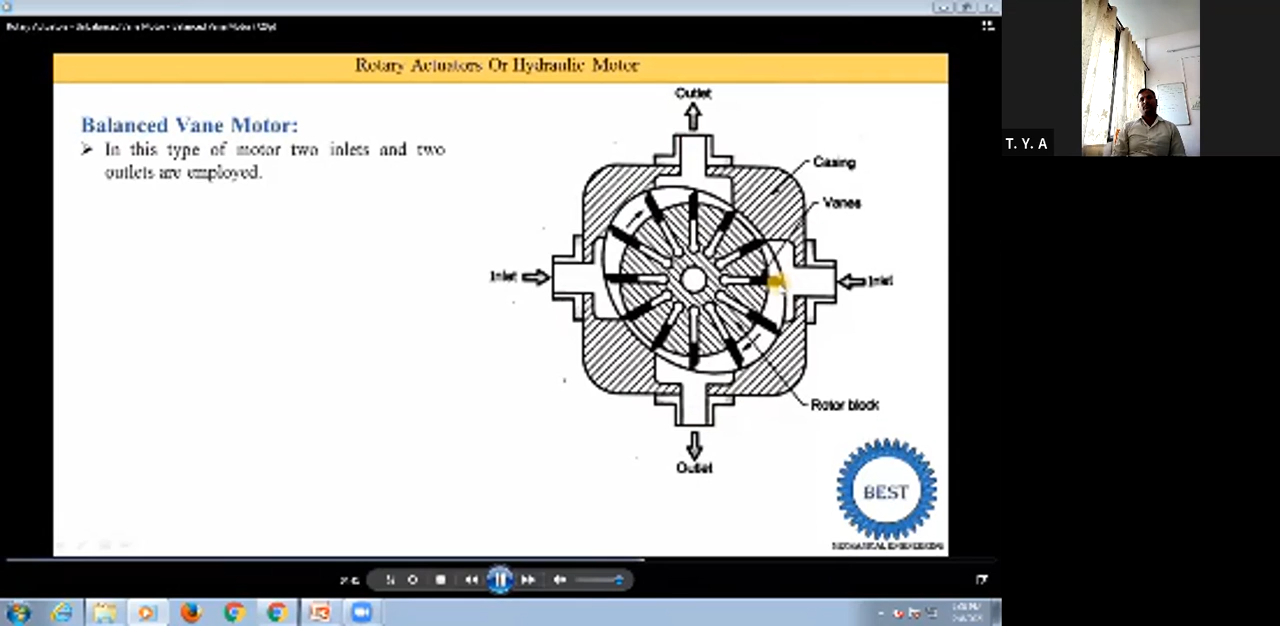 Rotary Actuators Or Hydraulic Motor
Balanced Vane Motor:
➤ In this type of motor two inlets and two
outlets are employed.
Outlet
Casing
Vanes
Inlet
Inlet
Rotor block
Outlet
BEST
MECHANICAL ENGINEERING
T. Y. A